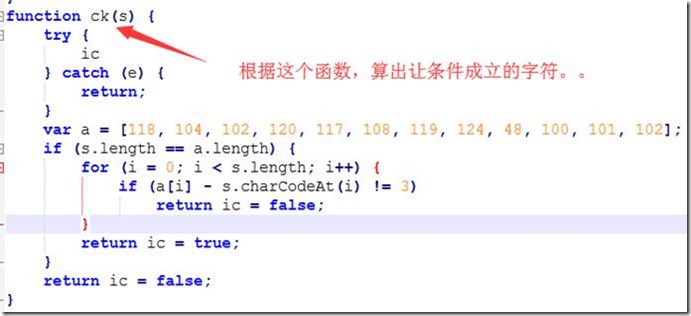 function ck(s) {
try {
ic
} catch (e) {
return;
}
根据这个函数，算出让条件成立的字符。。
var a = [118, 104, 102, 120, 117, 108, 119, 124, 48, 100, 101, 102];
if (s.length == a.length) {
for (i = 0; i < s.length; i++) {
if (a[i] - s.charCodeAt(i) != 3)
return ic = false;
}
return ic = true;
}
return ic = false;
}